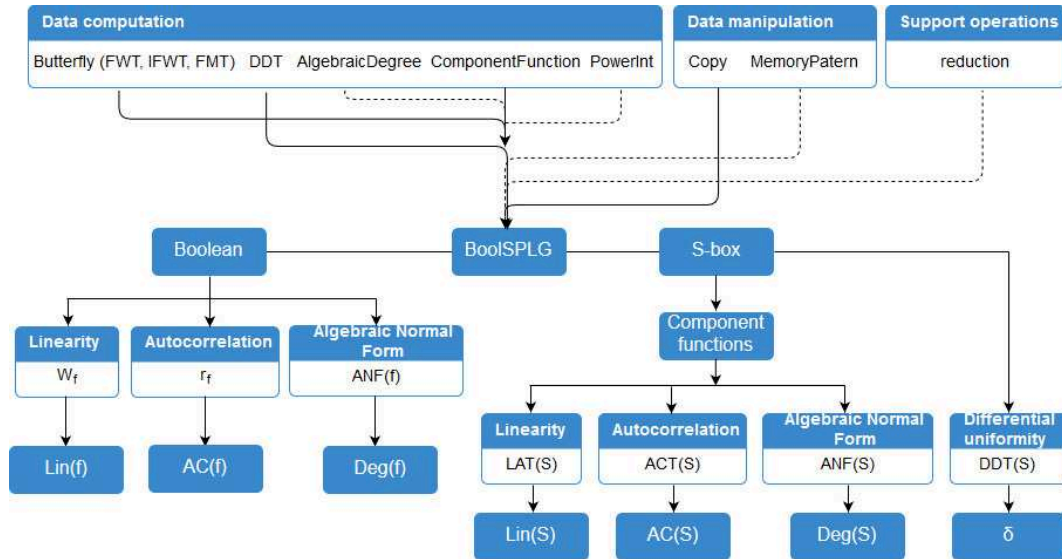 Data computation
Butterfly (FWT, IFWT, FMT) DDT AlgebraicDegree ComponentFunction PowerInt
Data manipulation
Copy MemoryPatern
Support operations
reduction
Boolean
BoolSPLG
S-box
Linearity
W_f
Autocorrelation
r_f
Algebraic Normal
Form
ANF(f)
Component
functions
Lin(f)
AC(f)
Deg(f)
Linearity
LAT(S)
Autocorrelation
ACT(S)
Algebraic Normal
Form
ANF(S)
Differential
uniformity
DDT(S)
Lin(S)
AC(S)
Deg(S)
δ